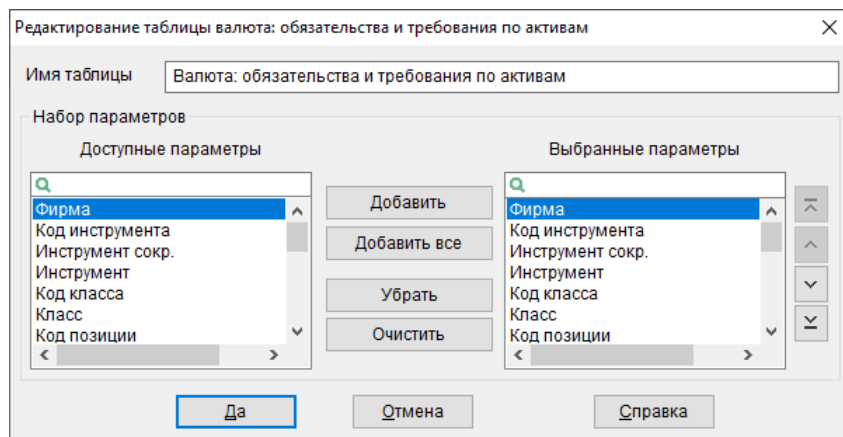 Редактирование таблицы валюта: обязательства и требования по активам
Имя таблицы
Валюта: обязательства и требования по активам
Набор параметров
Доступные параметры
Выбранные параметры
Фирма
Код инструмента
Инструмент сокр.
Инструмент
Код класса
Класс
Код позиции
Добавить
Добавить все
Убрать
Очистить
Фирма
Код инструмента
Инструмент сокр.
Инструмент
Код класса
Класс
Код позиции
Да
Отмена
Справка